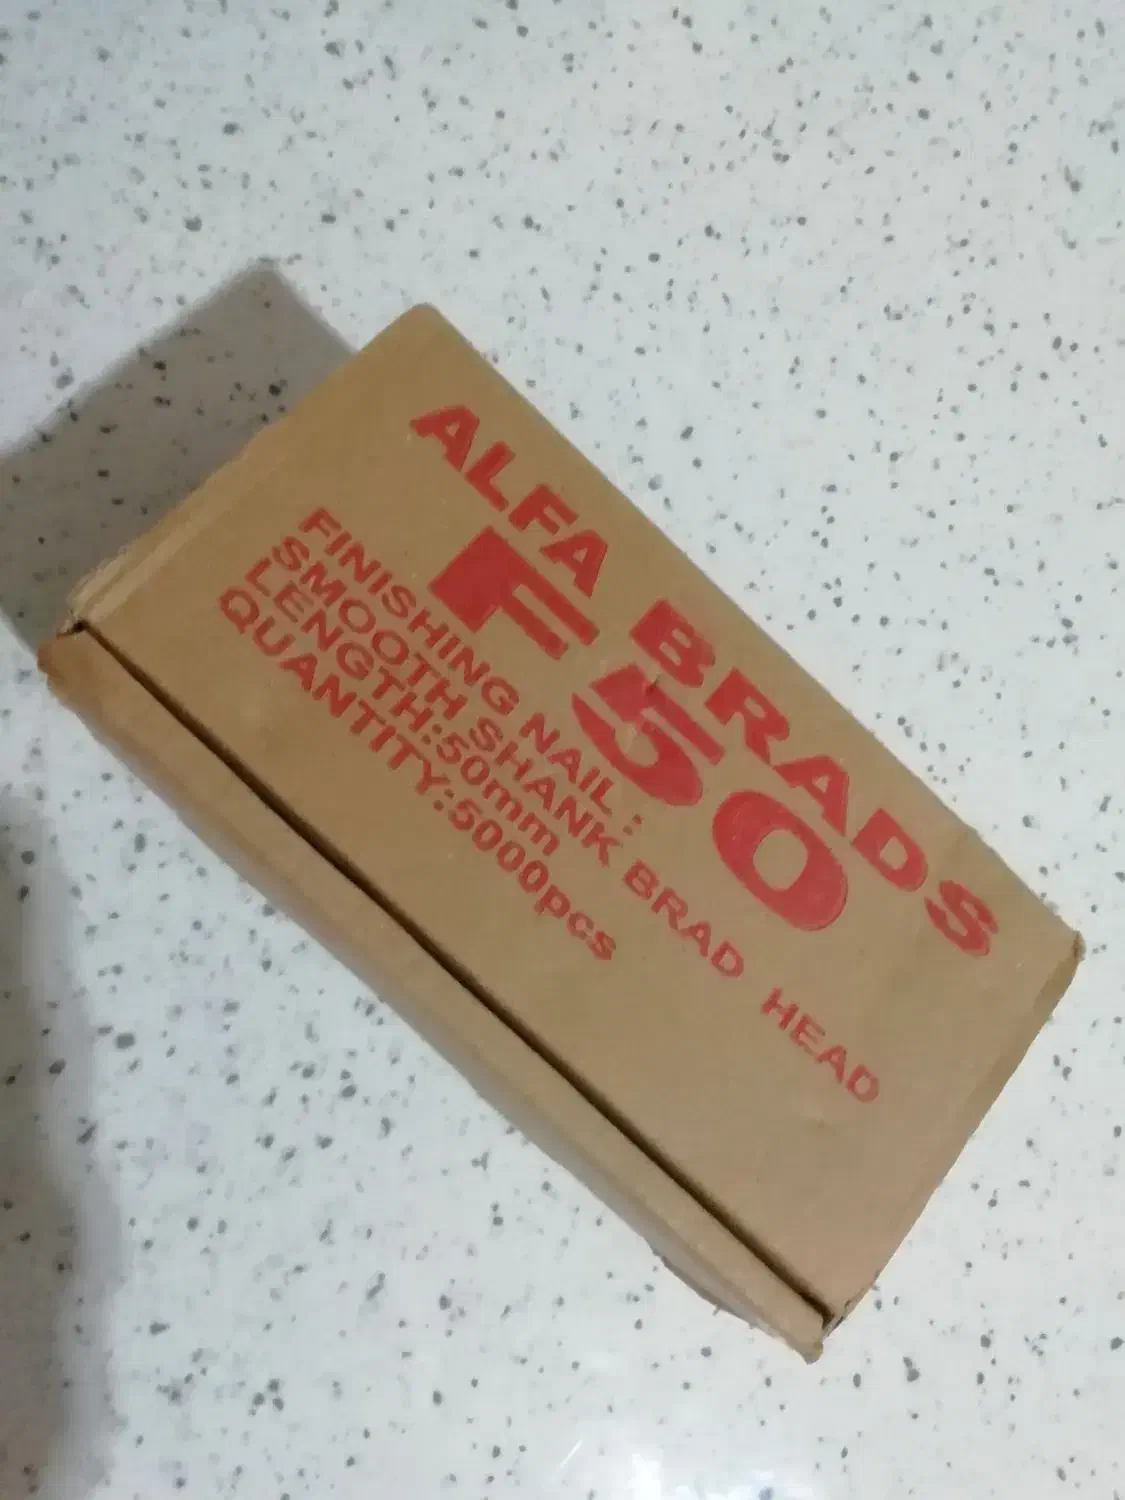 ALFA BRADS
F50
FINISHING NAIL :
SMOOTH SHANK BRAD HEAD
LENGTH:50mm
QUANTITY:5000pcs